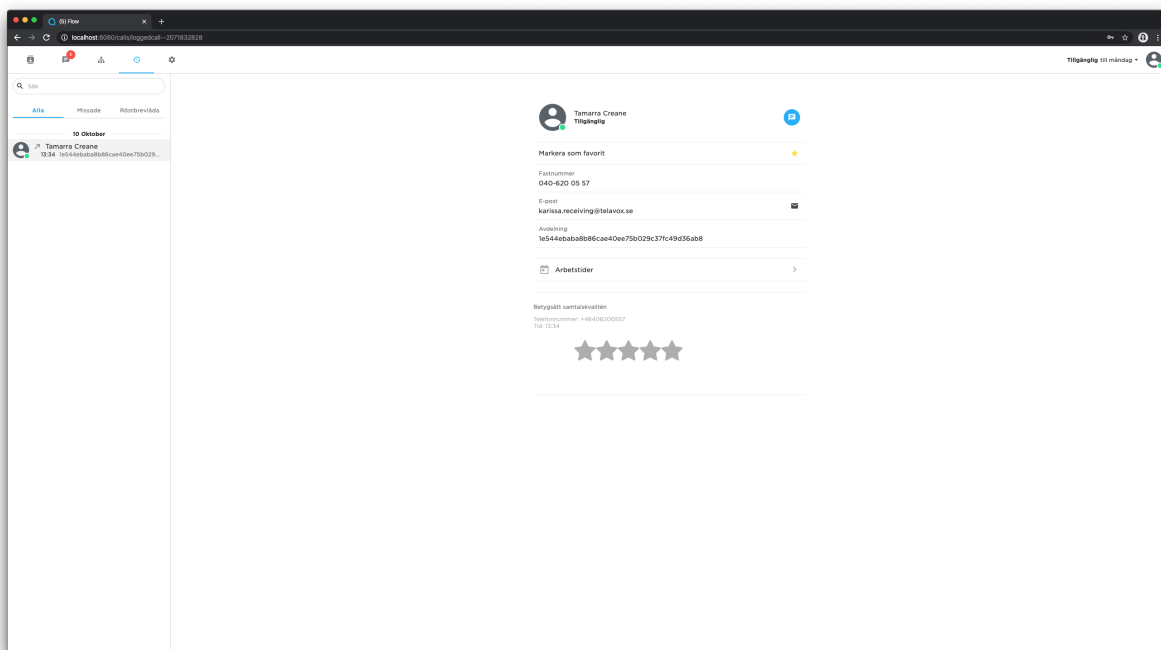 (5) Flow
localhost:8080/calls/loggedcall--2071832828
Tillgänglig till måndag
Sök
Alla Missade Röstbrevlåda
10 Oktober
Tamarra Creane
13:34 1e544ebaba8b86cae40ee75b029...
Tamarra Creane
Tillgänglig
Markera som favorit
Fastnummer
040-620 05 57
E-post
karissa.receiving@telavox.se
Avdelning
1e544ebaba8b86cae40ee75b029c37fc49d36ab8
Arbetstider
Betygsätt samtalskvalitén
Telefonnummer: +46406200557
Tid: 13:34